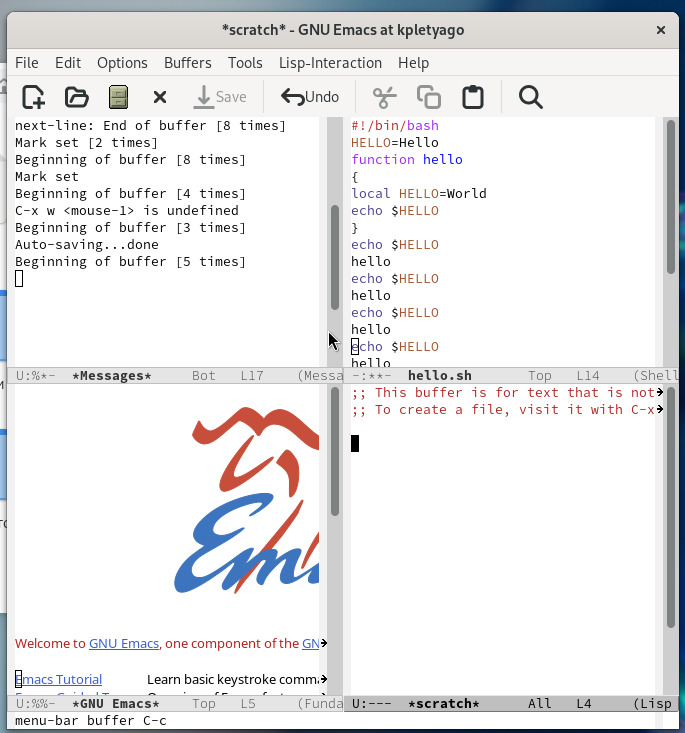 *scratch* - GNU Emacs at kpletyago
File Edit Options Buffers Tools Lisp-Interaction Help
Save Undo
next-line: End of buffer [8 times]
Mark set [2 times]
Beginning of buffer [8 times]
Mark set
Beginning of buffer [4 times]
C-x w <mouse-1> is undefined
Beginning of buffer [3 times]
Auto-saving...done
Beginning of buffer [5 times]
U:%*- *Messages* Bot L17 (Messa
#!/bin/bash
HELLO=Hello
function hello
{
local HELLO=World
echo $HELLO
}
echo $HELLO
hello
echo $HELLO
hello
echo $HELLO
hello
echo $HELLO
hello
-:**- hello.sh Top L14 (Shell
Em
Welcome to GNU Emacs, one component of the GN
Emacs Tutorial Learn basic keystroke comma
U:%%- *GNU Emacs* Top L5 (Funda
;; This buffer is for text that is not
;; To create a file, visit it with C-x
U:--- *scratch* All L4 (Lisp
menu-bar buffer C-c